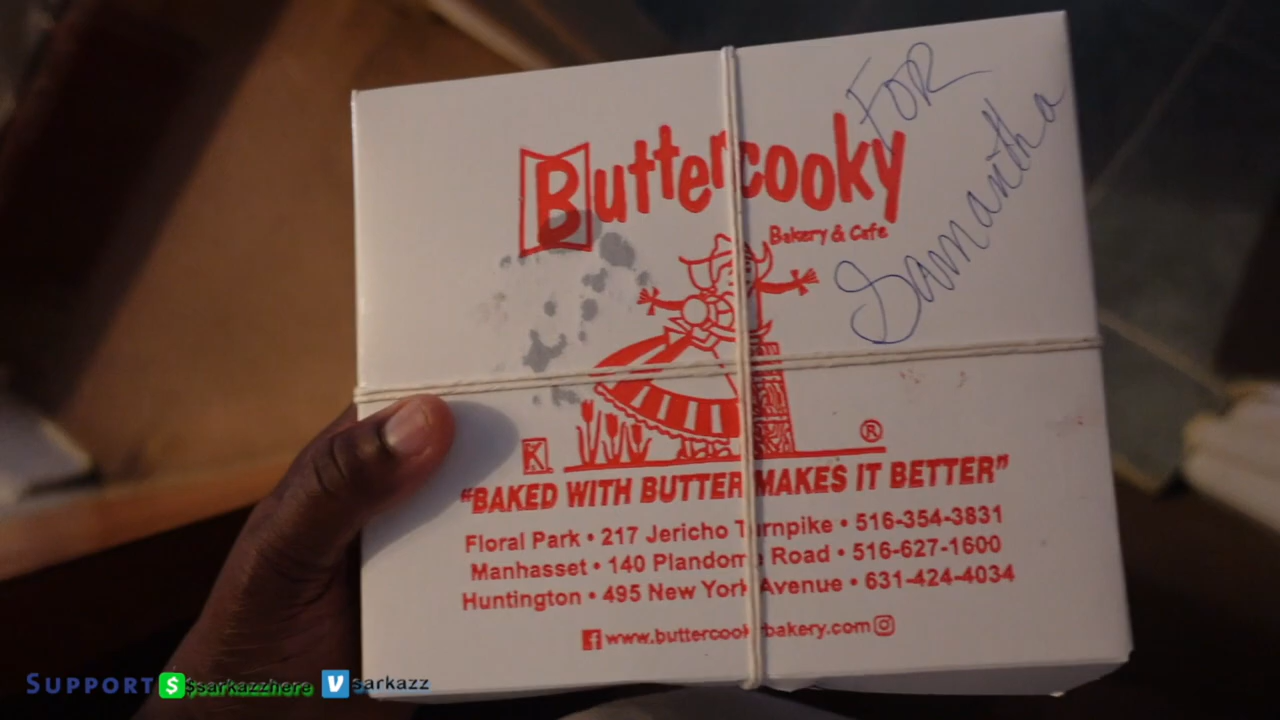 FOR
Samantha
Buttercooky
Bakery & Cafe
K
®
"BAKED WITH BUTTER MAKES IT BETTER"
Floral Park • 217 Jericho Turnpike • 516-354-3831
Manhasset • 140 Plandome Road • 516-627-1600
Huntington • 495 New York Avenue • 631-424-4034
www.buttercookybakery.com
SUPPORT $ $sarkazzhere V sarkazz